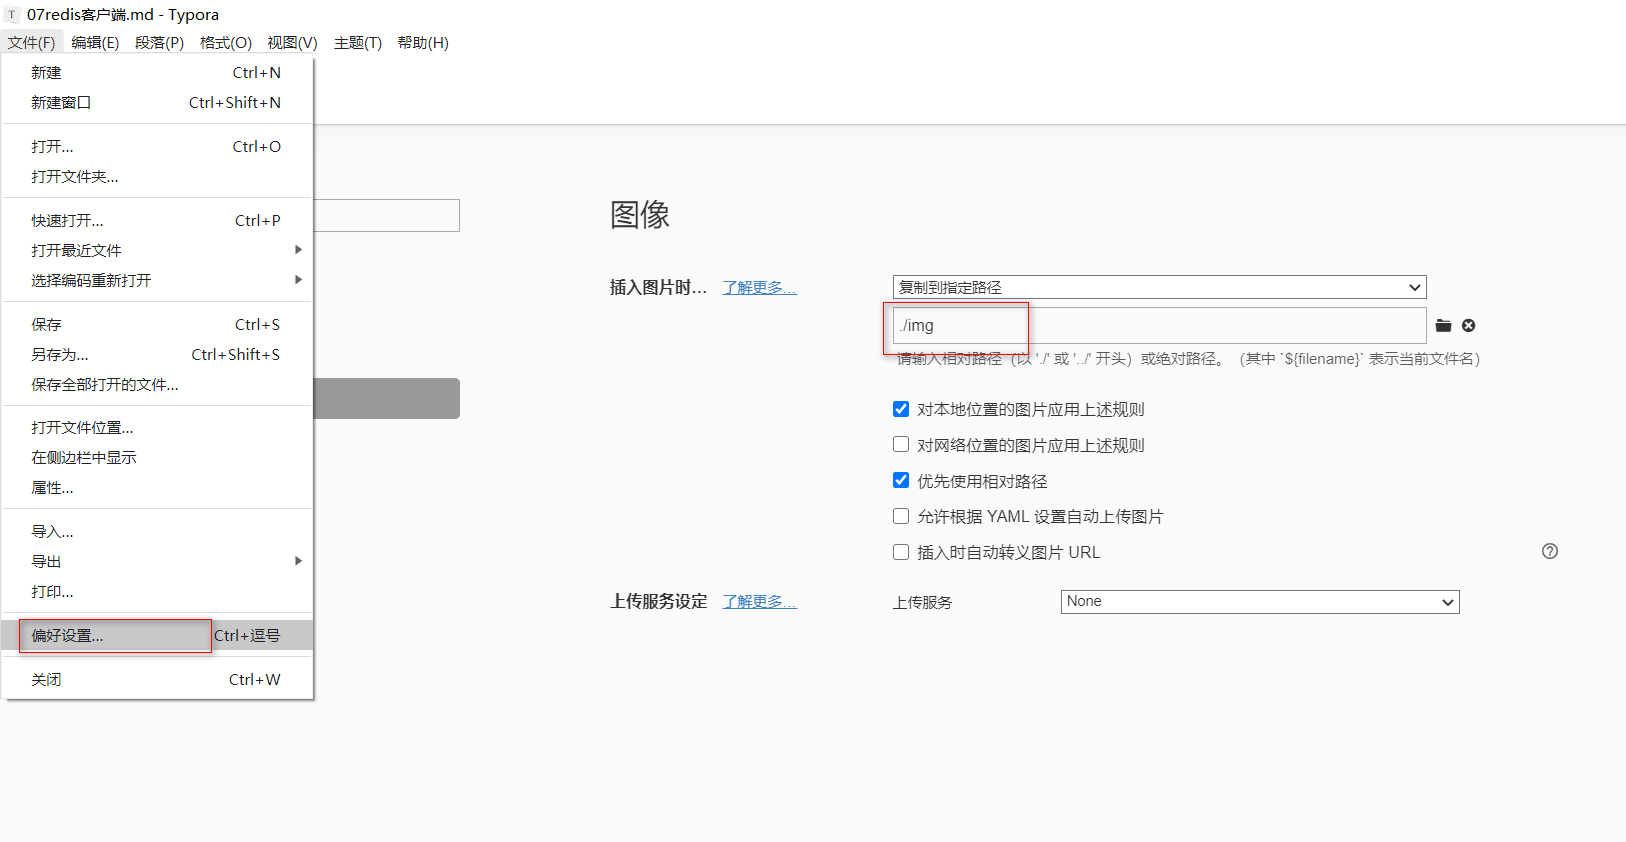 T 07redis客户端.md - Typora
文件(F) 编辑(E) 段落(P) 格式(O) 视图(V) 主题(T) 帮助(H)
新建 Ctrl+N
新建窗口 Ctrl+Shift+N
打开... Ctrl+O
打开文件夹...
快速打开... Ctrl+P
打开最近文件
选择编码重新打开
保存 Ctrl+S
另存为... Ctrl+Shift+S
保存全部打开的文件...
打开文件位置...
在侧边栏中显示
属性...
导入...
导出
打印...
偏好设置... Ctrl+逗号
关闭 Ctrl+W
图像
插入图片时... 了解更多...
复制到指定路径
./img
请输入相对路径（以 './' 或 '../' 开头）或绝对路径。（其中 `${filename}` 表示当前文件名）
对本地位置的图片应用上述规则
对网络位置的图片应用上述规则
优先使用相对路径
允许根据 YAML 设置自动上传图片
插入时自动转义图片 URL
上传服务设定 了解更多... 上传服务 None